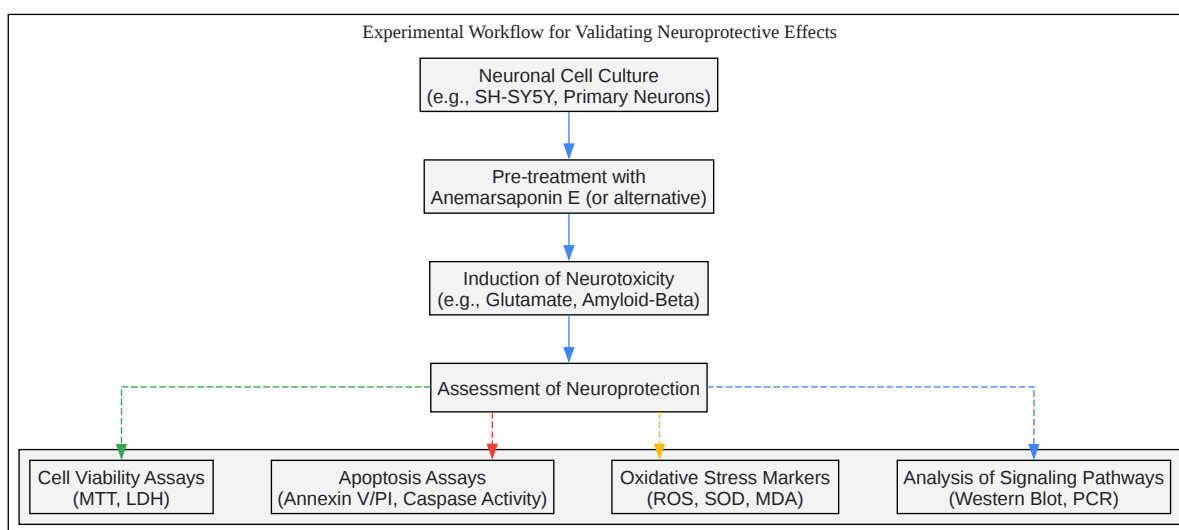 Experimental Workflow for Validating Neuroprotective Effects
Neuronal Cell Culture
(e.g., SH-SY5Y, Primary Neurons)
Pre-treatment with
Anemarsaponin E (or alternative)
Induction of Neurotoxicity
(e.g., Glutamate, Amyloid-Beta)
Assessment of Neuroprotection
Cell Viability Assays
(MTT, LDH)
Apoptosis Assays
(Annexin V/PI, Caspase Activity)
Oxidative Stress Markers
(ROS, SOD, MDA)
Analysis of Signaling Pathways
(Western Blot, PCR)